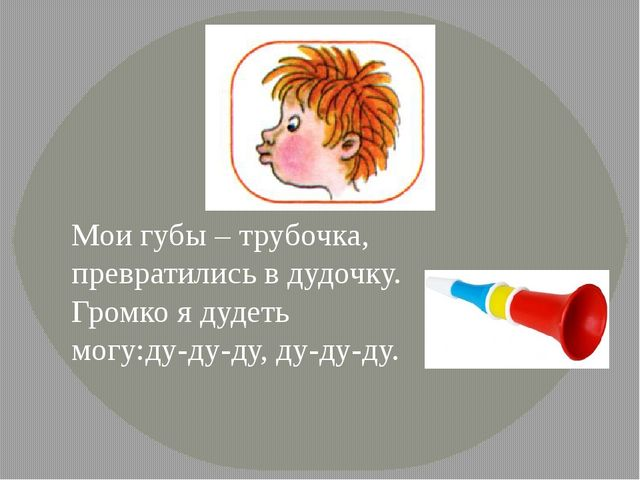 Мои губы – трубочка,
превратились в дудочку.
Громко я дудеть
могу:ду-ду-ду, ду-ду-ду.